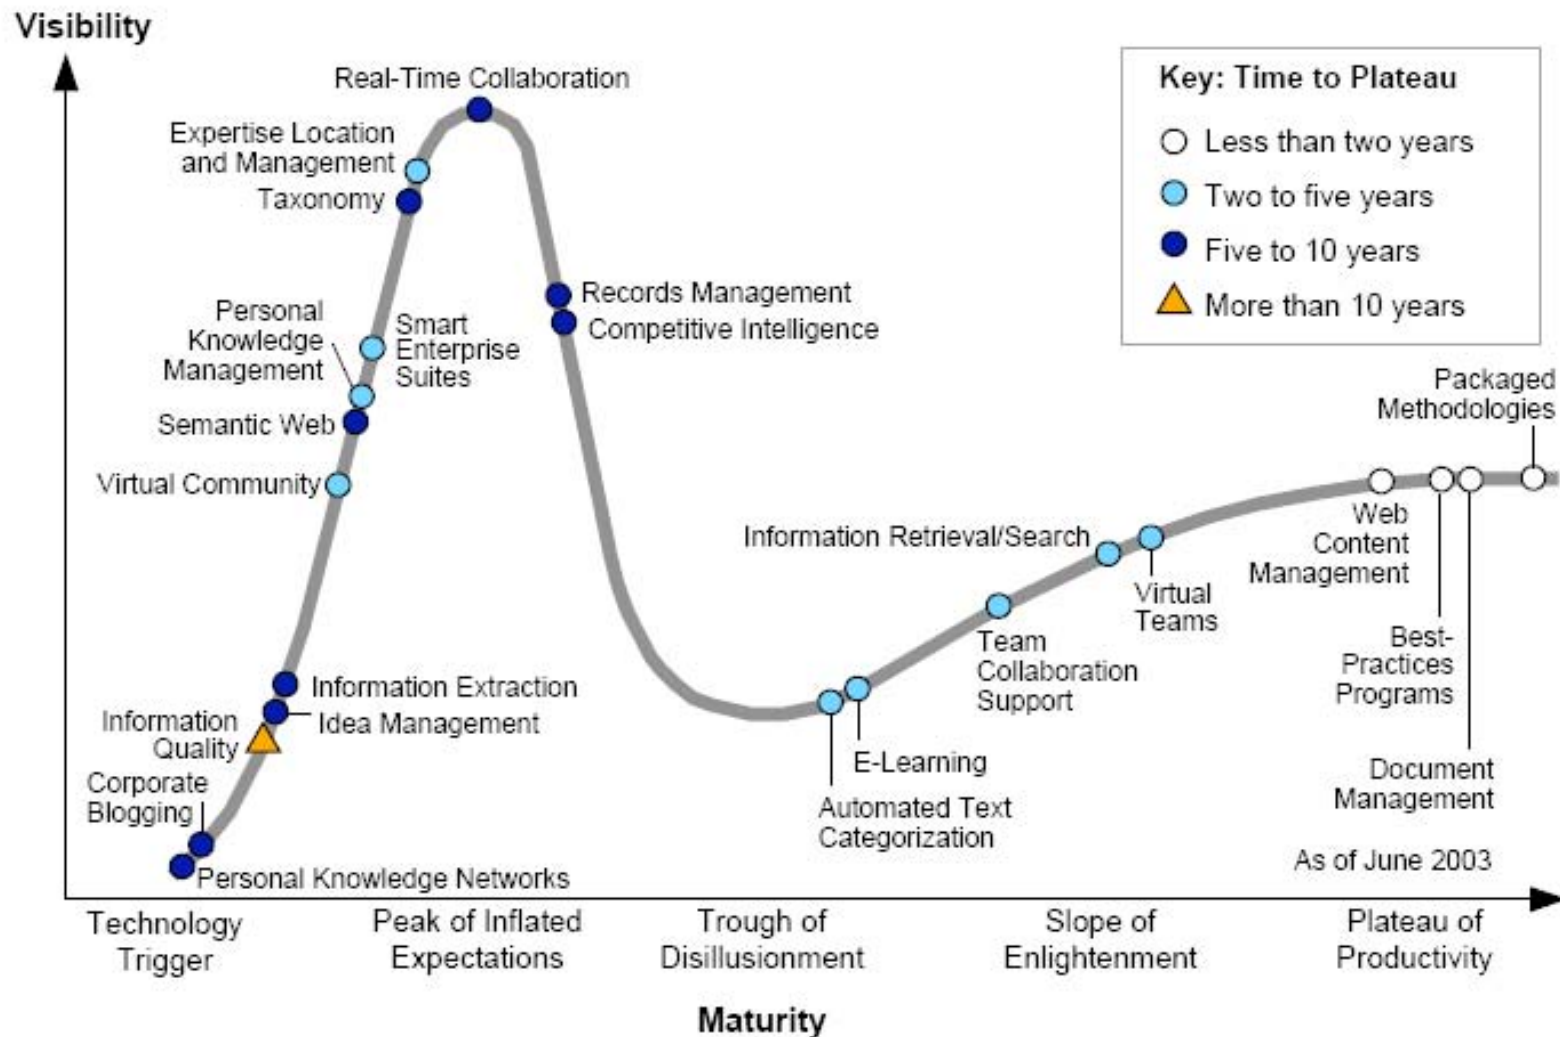 Visibility
Real-Time Collaboration
Expertise Location
and Management
Taxonomy
Personal
Knowledge
Management
Smart
Enterprise
Suites
Semantic Web
Virtual Community
Information Extraction
Idea Management
Information
Quality
Corporate
Blogging
Personal Knowledge Networks
Records Management
Competitive Intelligence
Key: Time to Plateau
Less than two years
Two to five years
Five to 10 years
More than 10 years
Packaged
Methodologies
Information Retrieval/Search
Virtual
Teams
Team
Collaboration
Support
E-Learning
Automated Text
Categorization
Web
Content
Management
Best-
Practices
Programs
Document
Management
As of June 2003
Technology
Trigger
Peak of Inflated
Expectations
Trough of
Disillusionment
Slope of
Enlightenment
Plateau of
Productivity
Maturity